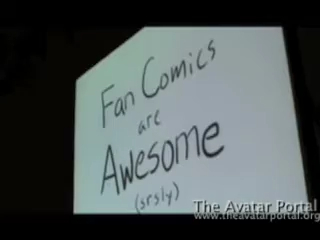 Fan Comics
are
Awesome
(srsly)
The Avatar Portal
www.theavatarportal.org